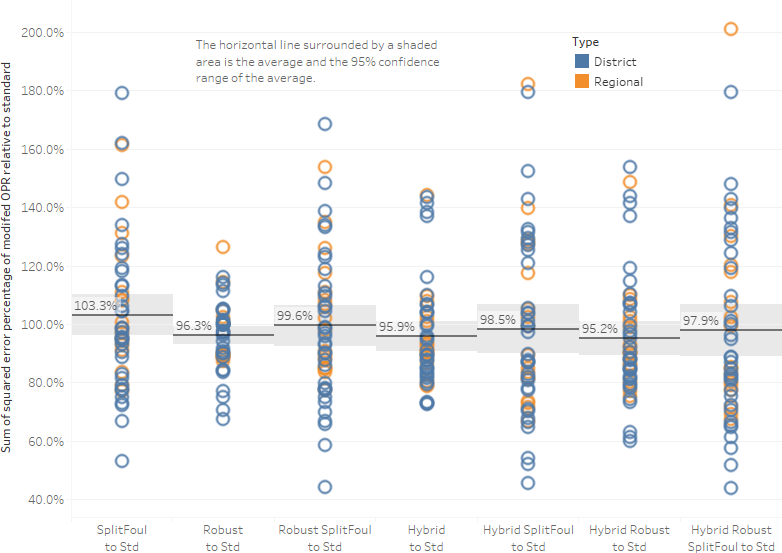 Sum of squared error percentage of modifed OPR relative to standard
200.0%
180.0%
160.0%
140.0%
120.0%
100.0%
80.0%
60.0%
40.0%
The horizontal line surrounded by a shaded
area is the average and the 95% confidence
range of the average.
Type
District
Regional
103.3%
96.3%
99.6%
95.9%
98.5%
95.2%
97.9%
SplitFoul
to Std
Robust
to Std
Robust SplitFoul
to Std
Hybrid
to Std
Hybrid SplitFoul
to Std
Hybrid Robust
to Std
Hybrid Robust
SplitFoul to Std